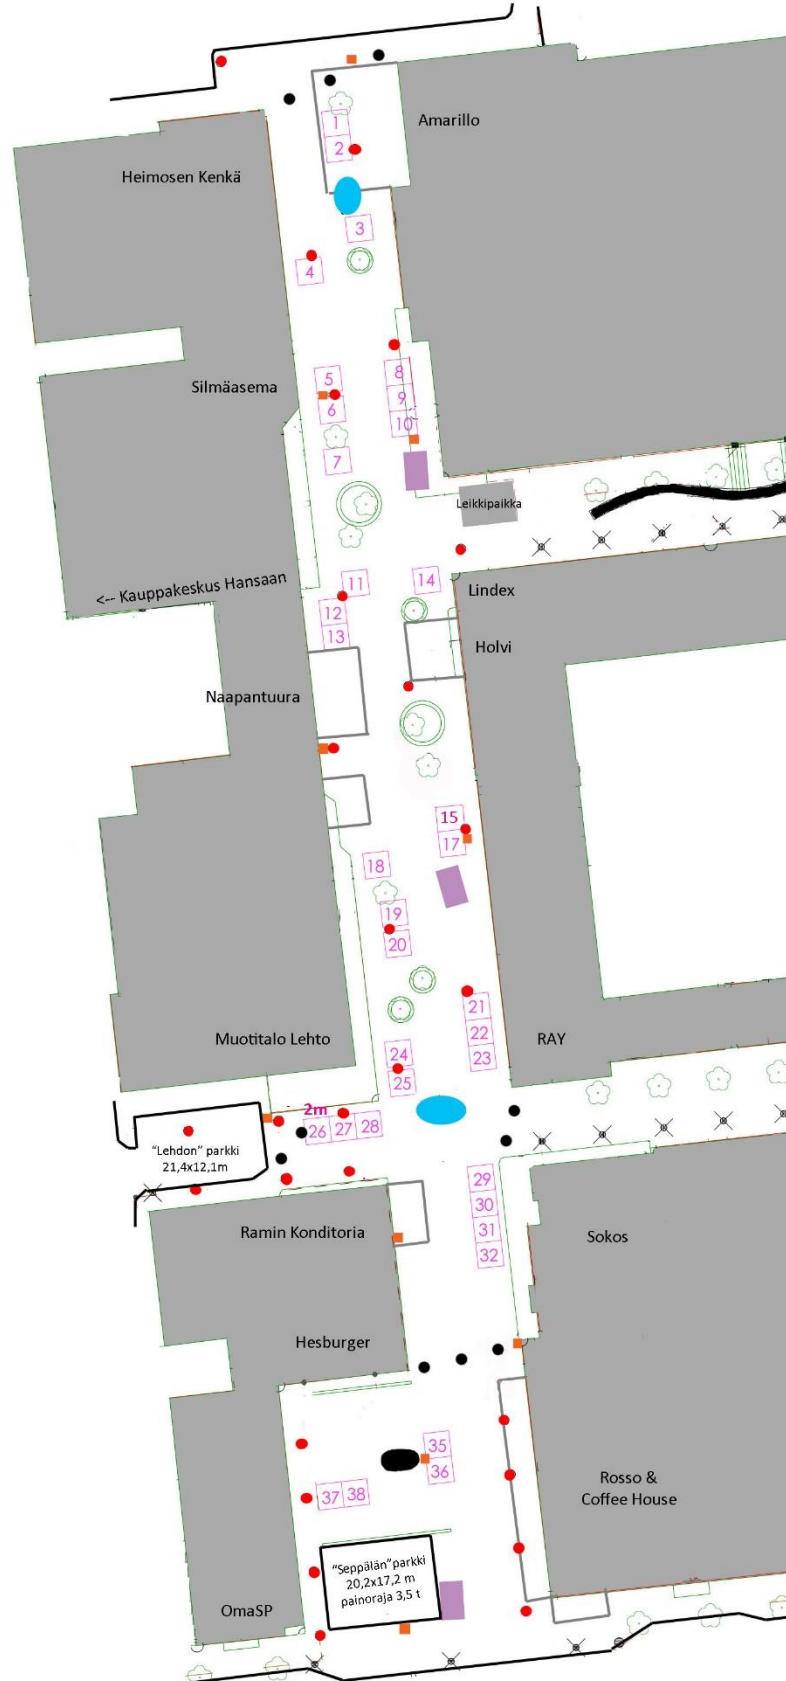 1
Amarillo
2
Heimosen Kenkä
3
4
8
5
Silmäasema
9
6
10
7
Leikkipaikka
<-- Kauppakeskus Hansaan
11
14
Lindex
12
13
Holvi
Naapantuura
15
17
18
19
20
21
22
RAY
Muotitalo Lehto
24
23
25
2m
26 27 28
"Lehdon" parkki
21,4x12,1m
29
30
Ramin Konditoria
31
Sokos
32
Hesburger
35
36
37 38
Rosso &
Coffee House
"Seppälän"parkki
20,2x17,2 m
painoraja 3,5 t
OmaSP